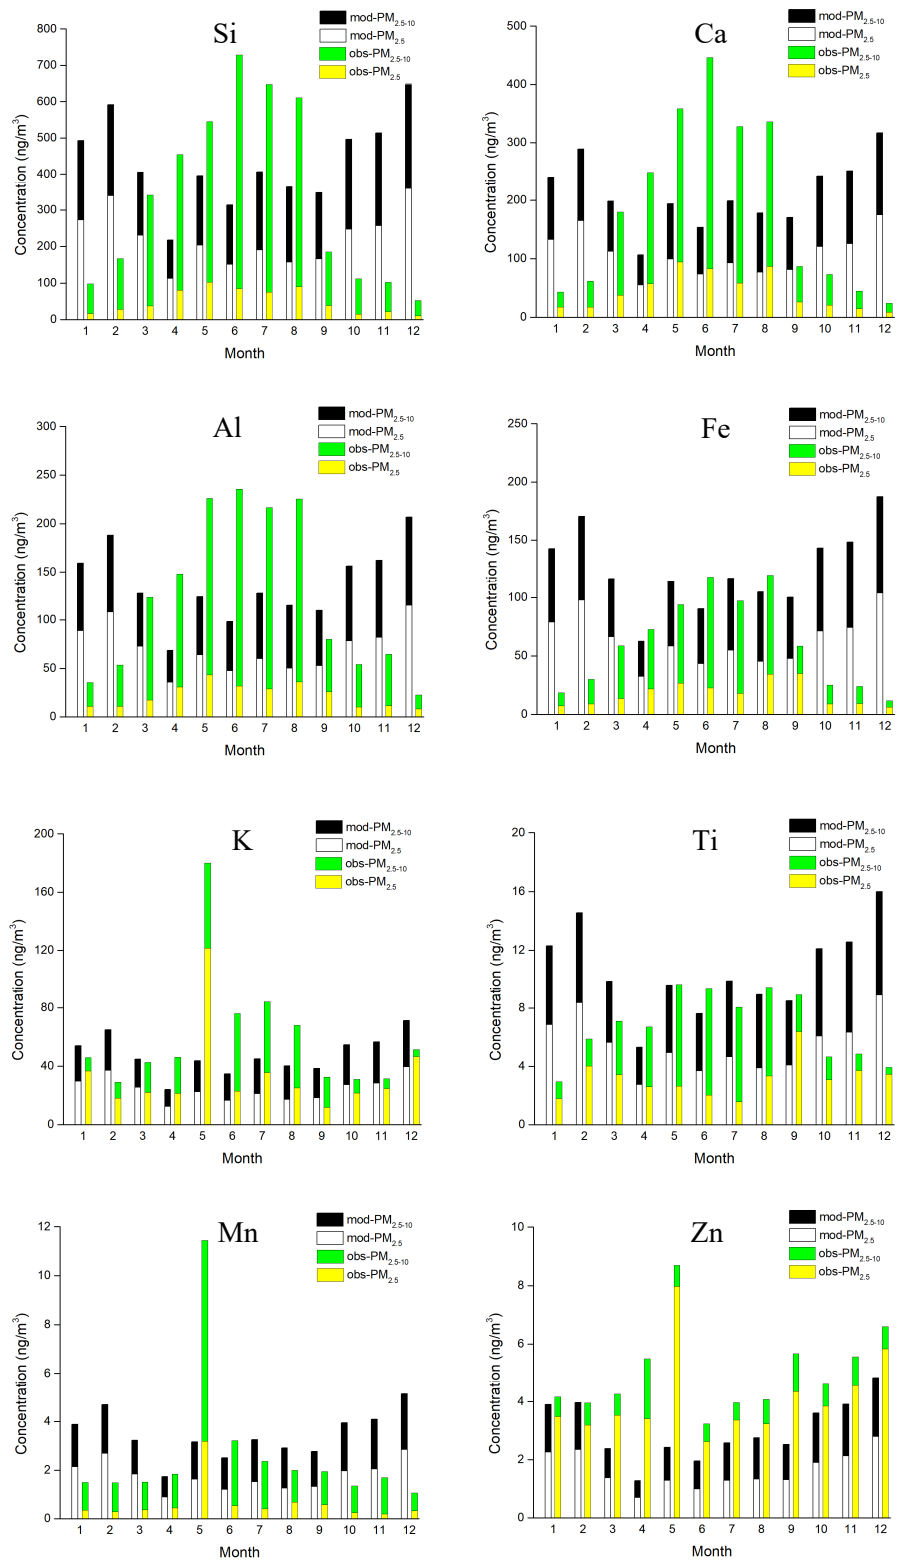 Si
mod-PM2.5-10
mod-PM2.5
obs-PM2.5-10
obs-PM2.5
800
700
600
500
400
300
200
100
0
Concentration (ng/m³)
1 2 3 4 5 6 7 8 9 10 11 12
Month
Ca
mod-PM2.5-10
mod-PM2.5
obs-PM2.5-10
obs-PM2.5
500
400
300
200
100
0
Concentration (ng/m³)
1 2 3 4 5 6 7 8 9 10 11 12
Month
Al
mod-PM2.5-10
mod-PM2.5
obs-PM2.5-10
obs-PM2.5
300
250
200
150
100
50
0
Concentration (ng/m³)
1 2 3 4 5 6 7 8 9 10 11 12
Month
Fe
mod-PM2.5-10
mod-PM2.5
obs-PM2.5-10
obs-PM2.5
250
200
150
100
50
0
Concentration (ng/m³)
1 2 3 4 5 6 7 8 9 10 11 12
Month
K
mod-PM2.5-10
mod-PM2.5
obs-PM2.5-10
obs-PM2.5
200
160
120
80
40
0
Concentration (ng/m³)
1 2 3 4 5 6 7 8 9 10 11 12
Month
Ti
mod-PM2.5-10
mod-PM2.5
obs-PM2.5-10
obs-PM2.5
20
16
12
8
4
0
Concentration (ng/m³)
1 2 3 4 5 6 7 8 9 10 11 12
Month
Mn
mod-PM2.5-10
mod-PM2.5
obs-PM2.5-10
obs-PM2.5
12
10
8
6
4
2
0
Concentration (ng/m³)
1 2 3 4 5 6 7 8 9 10 11 12
Month
Zn
mod-PM2.5-10
mod-PM2.5
obs-PM2.5-10
obs-PM2.5
10
8
6
4
2
0
Concentration (ng/m³)
1 2 3 4 5 6 7 8 9 10 11 12
Month